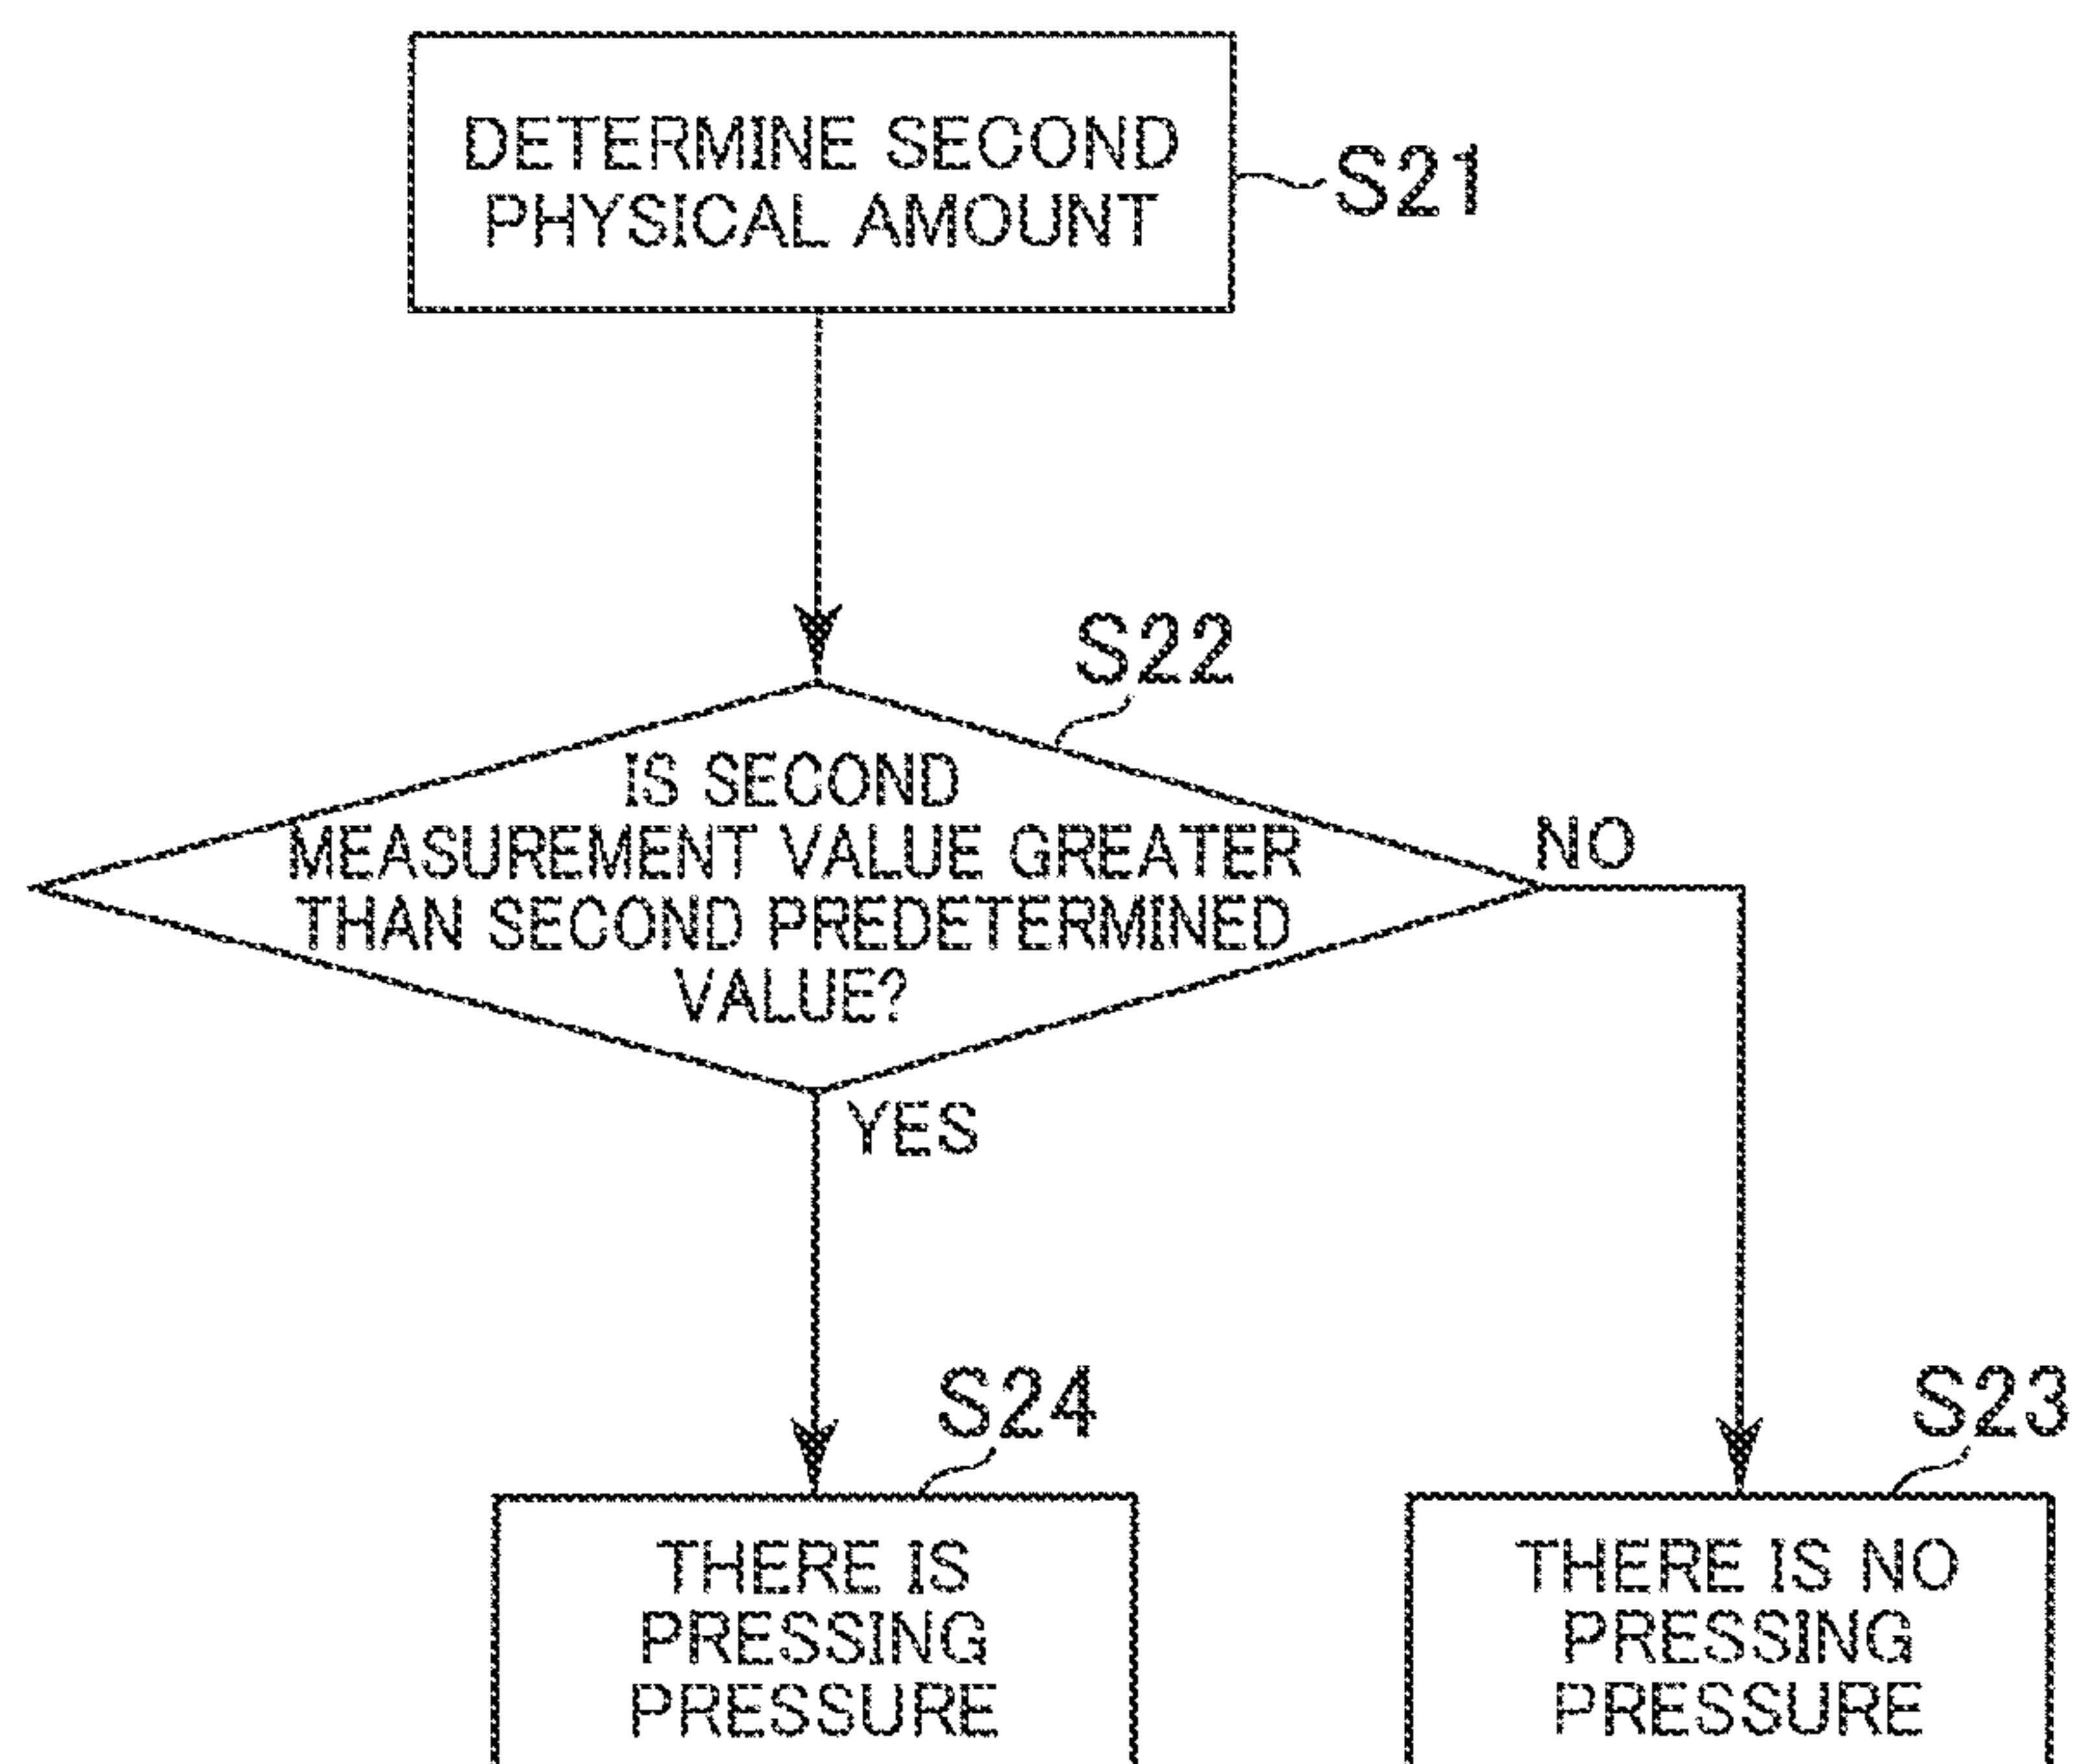 DETERMINE SECOND
PHYSICAL AMOUNT
S21
S22
IS SECOND
MEASUREMENT VALUE GREATER
THAN SECOND PREDETERMINED
VALUE?
NO
YES
S24
S23
THERE IS
PRESSING
PRESSURE
THERE IS NO
PRESSING
PRESSURE